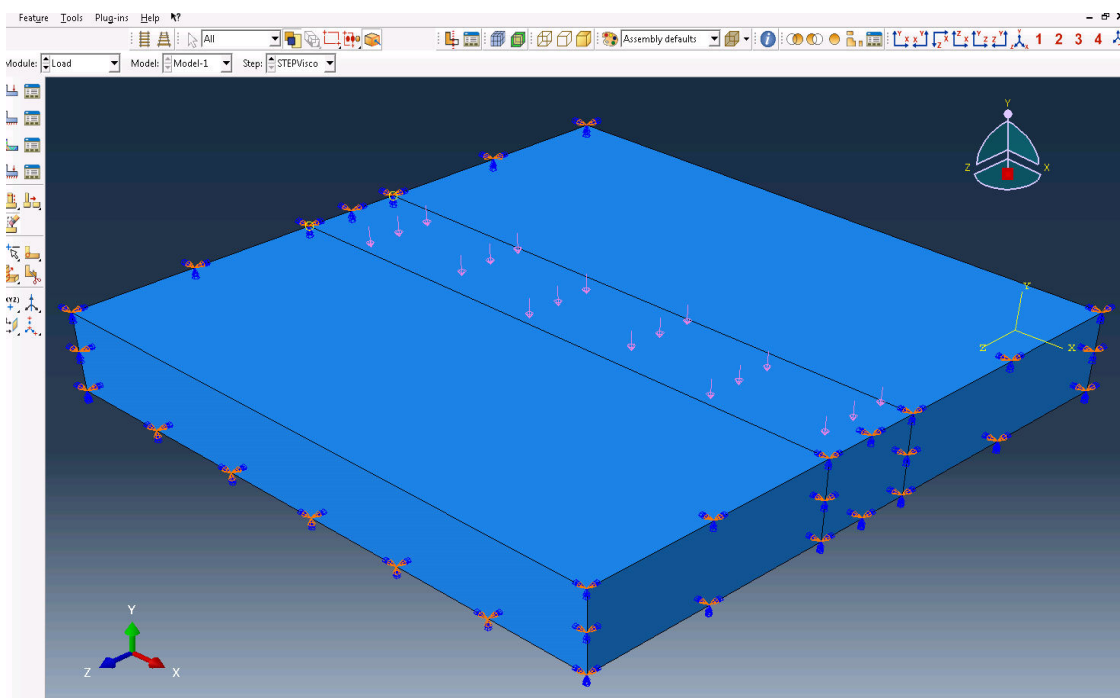 Feature Tools Plug-ins Help
All Assembly defaults 1 2 3 4
Module: Load Model: Model-1 Step: STEPVisco
Y
Z X
Y
Z X
Y
Z X